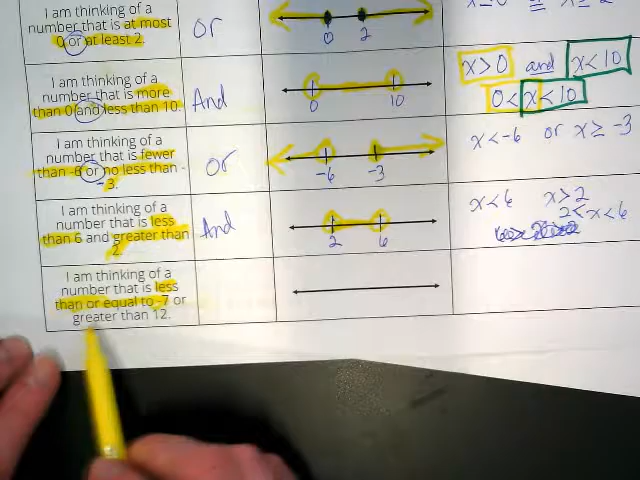 I am thinking of a
number that is at most
0 or at least 2.
or
0 2
I am thinking of a
number that is more
than 0 and less than 10.
And
0 10
x>0 and x<10
0<x<10
I am thinking of a
number that is fewer
than -6 or no less than -
3.
or
-6 -3
x<-6 or x≥-3
I am thinking of a
number that is less
than 6 and greater than
2.
And
2 6
x<6 x>2
2<x<6
I am thinking of a
number that is less
than or equal to -7 or
greater than 12.